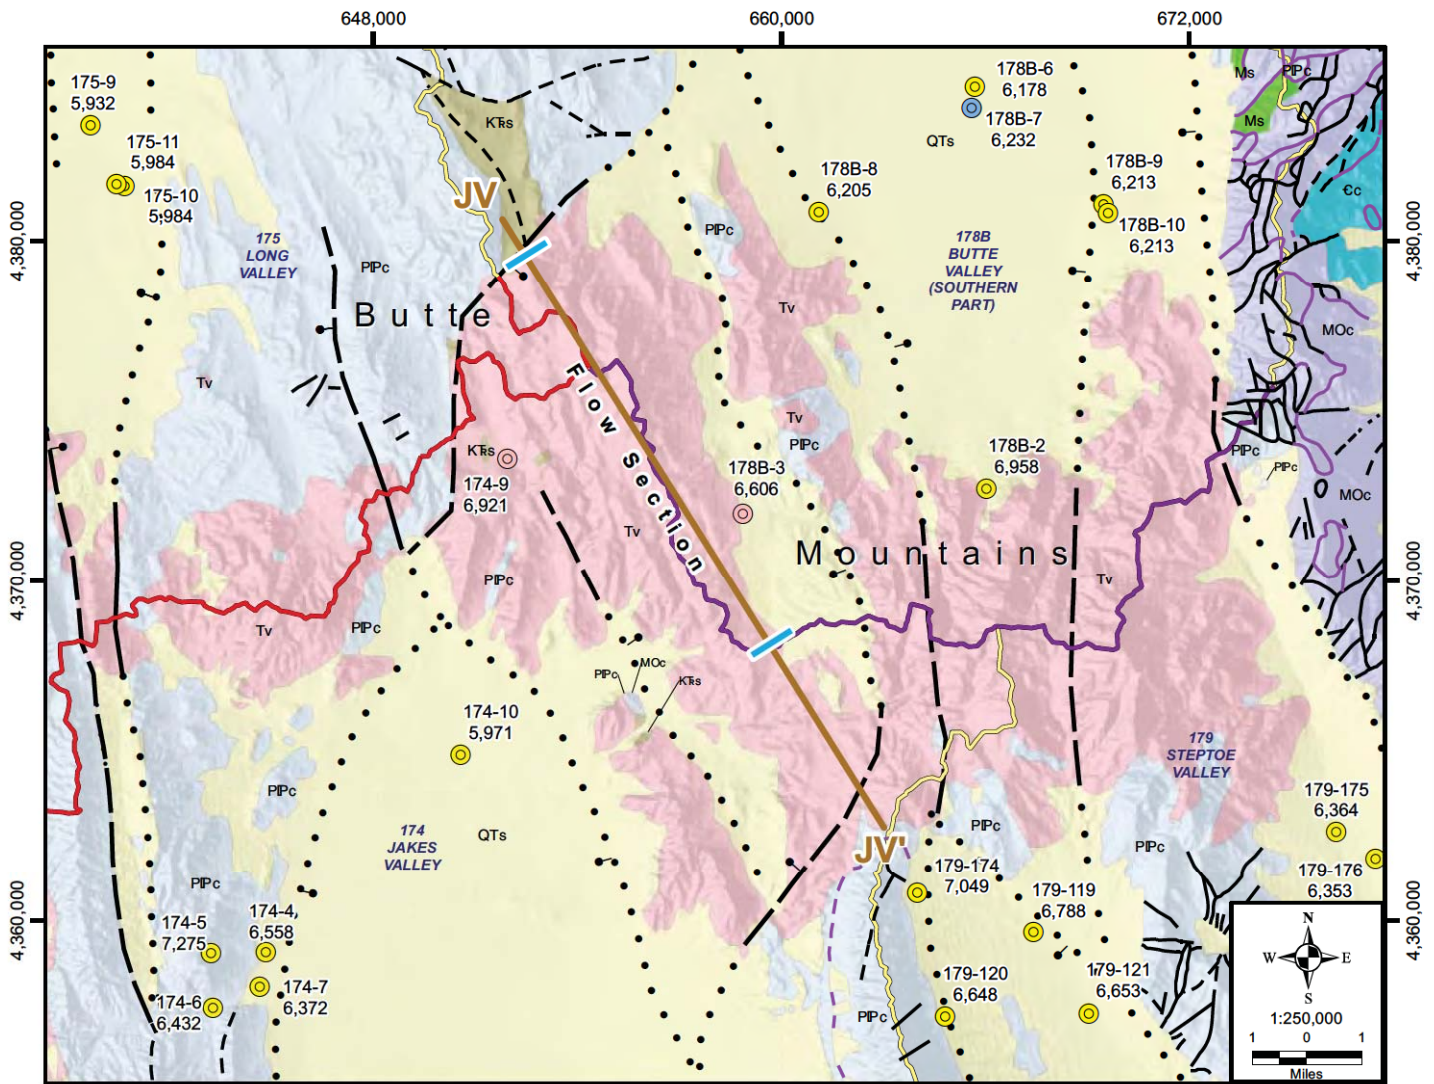 648,000
660,000
672,000
175-9
5,932
175-11
5,984
175-10
5,984
KTrs
JV
178B-6
6,178
178B-7
6,232
QTs
178B-8
6,205
178B-9
6,213
178B-10
6,213
Ms
PIPc
Ms
Єc
4,380,000
4,380,000
175
LONG
VALLEY
PIPc
PIPc
178B
BUTTE
VALLEY
(SOUTHERN
PART)
Butte
Tv
MOc
Tv
Flow Section
Tv
PIPc
KTrs
174-9
6,921
178B-3
6,606
178B-2
6,958
PIPc
PIPc
MOc
Tv
Mountains
4,370,000
4,370,000
PIPc
Tv
Tv
PIPc
PIPc
MOc
KTrs
174-10
5,971
179
STEPTOE
VALLEY
PIPc
174
JAKES
VALLEY
QTs
PIPc
PIPc
179-175
6,364
JV'
179-174
7,049
179-119
6,788
179-176
6,353
PIPc
174-5
7,275
174-4
6,558
4,360,000
4,360,000
174-6
6,432
174-7
6,372
179-120
6,648
179-121
6,653
PIPc
N
W
E
S
1:250,000
1
0
1
Miles